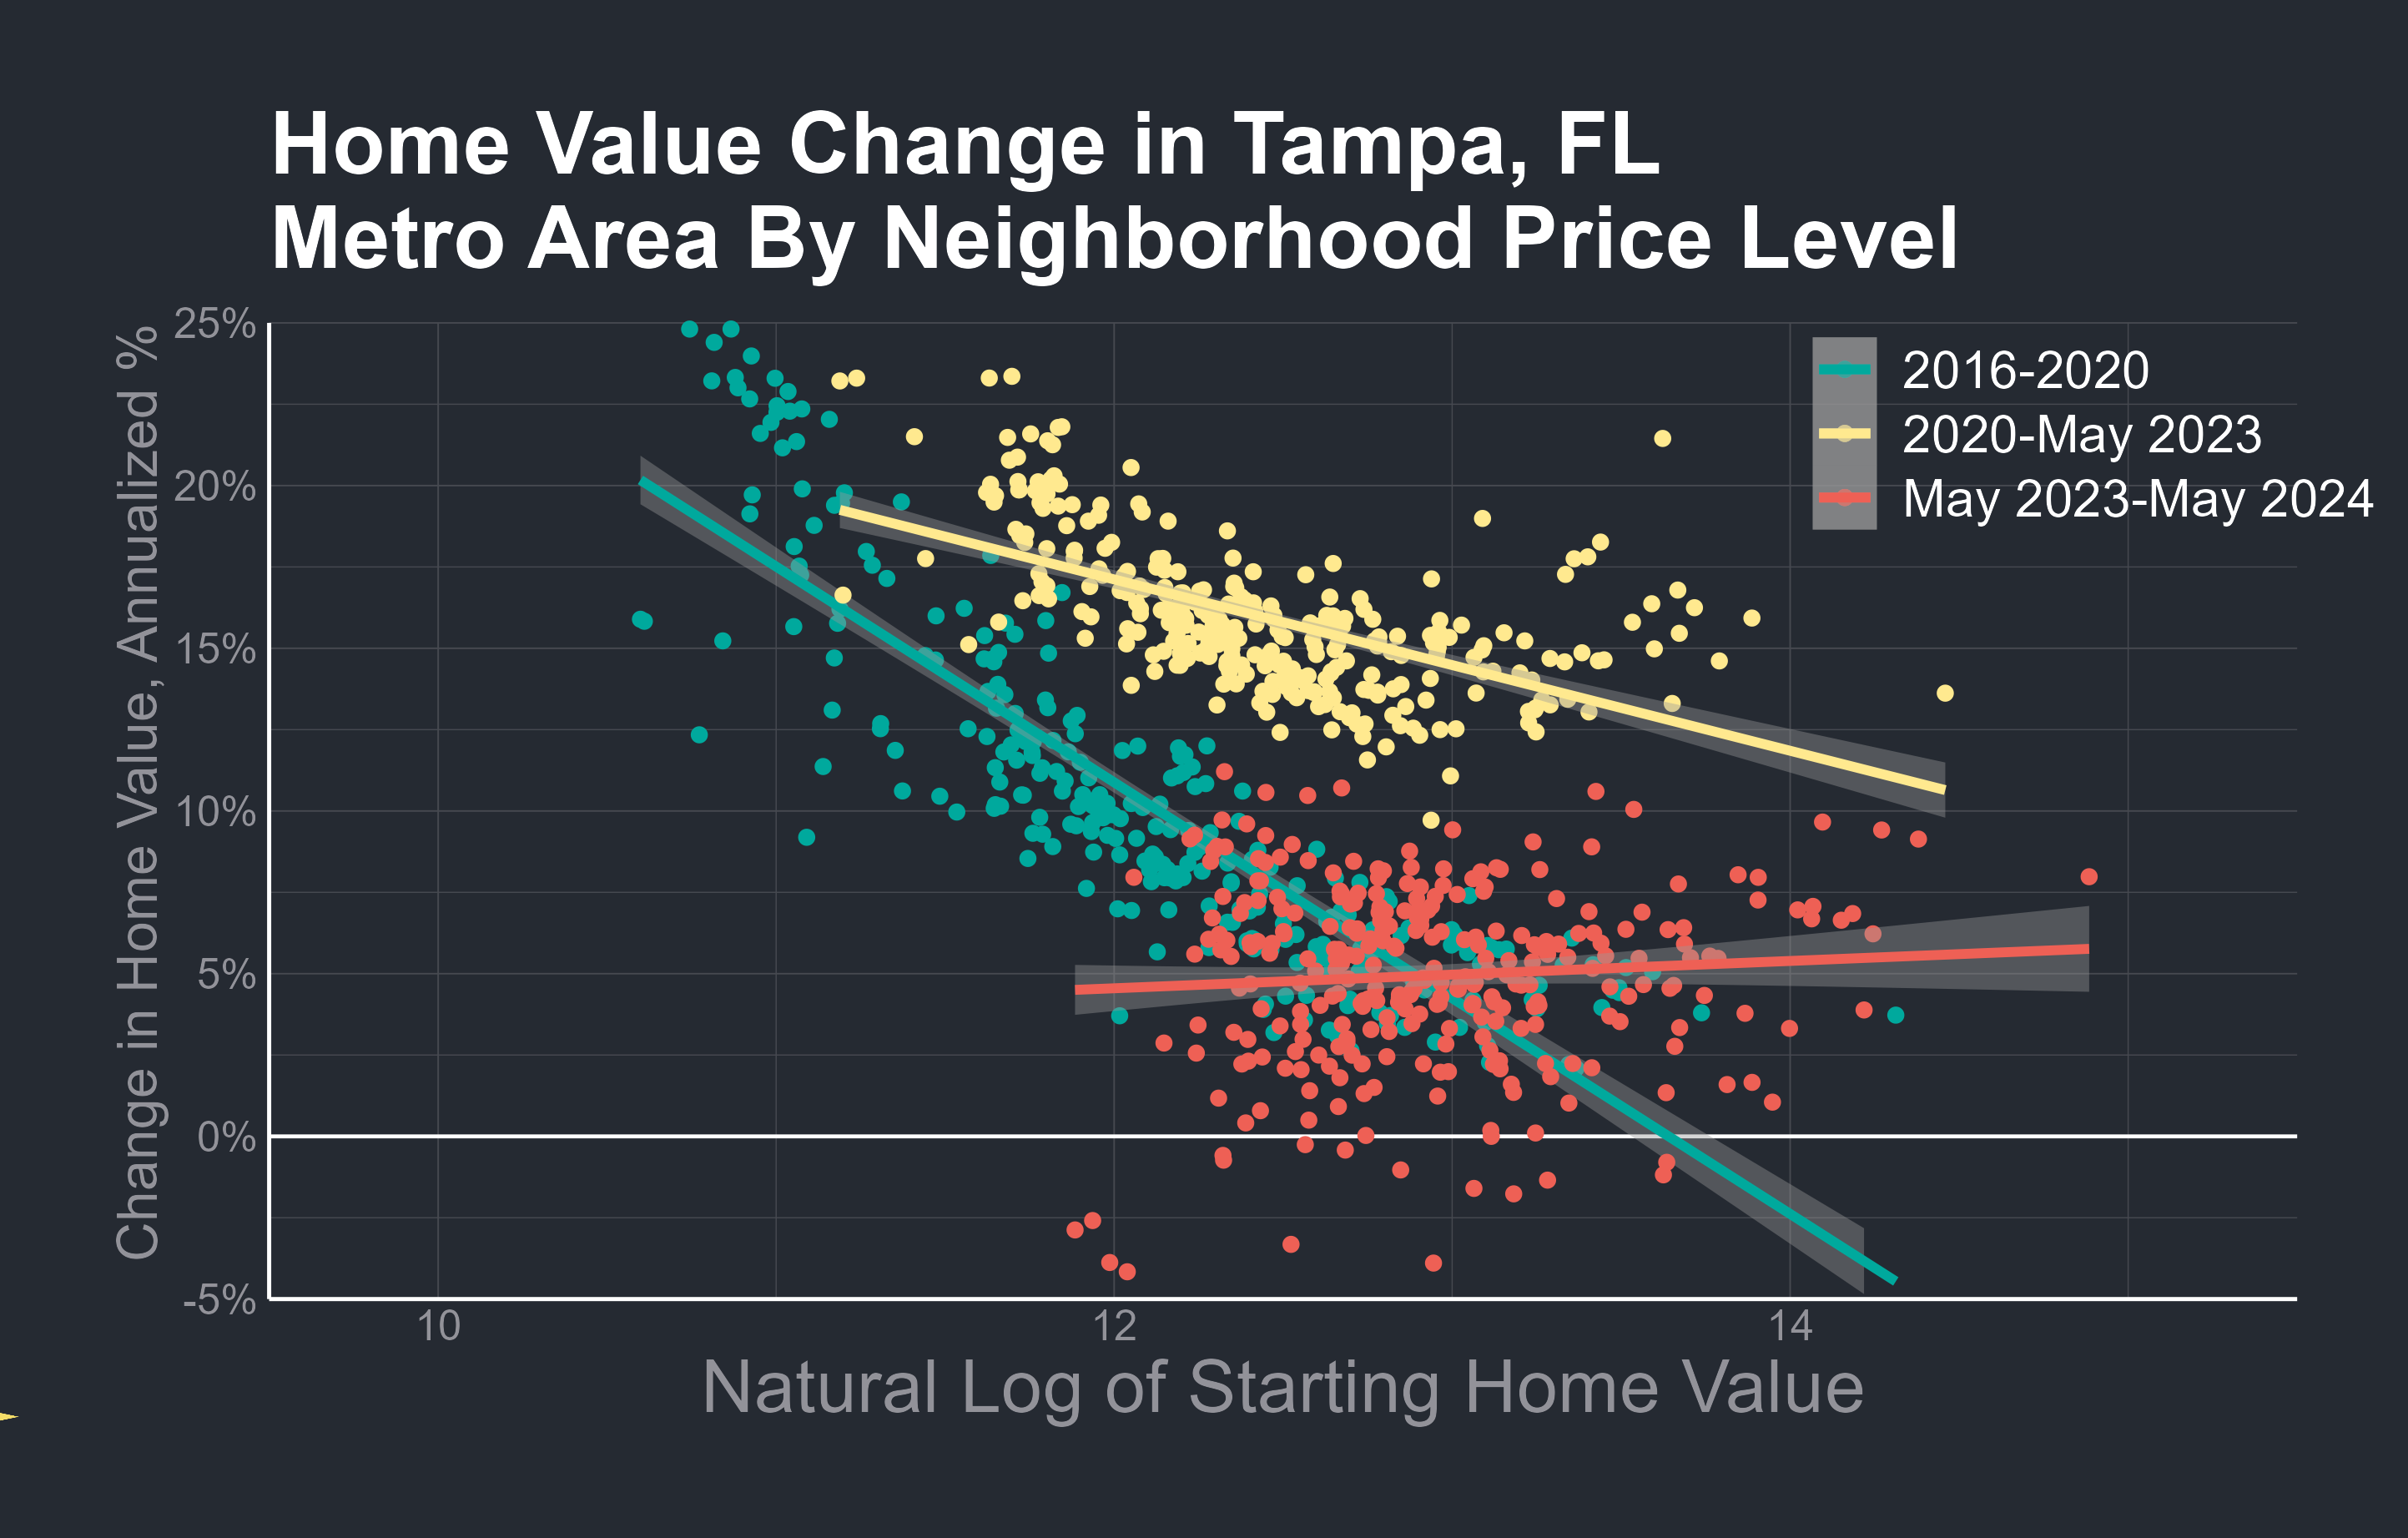 Home Value Change in Tampa, FL
Metro Area By Neighborhood Price Level
Change in Home Value, Annualized %
25%
20%
15%
10%
5%
0%
-5%
2016-2020
2020-May 2023
May 2023-May 2024
10 12 14
Natural Log of Starting Home Value